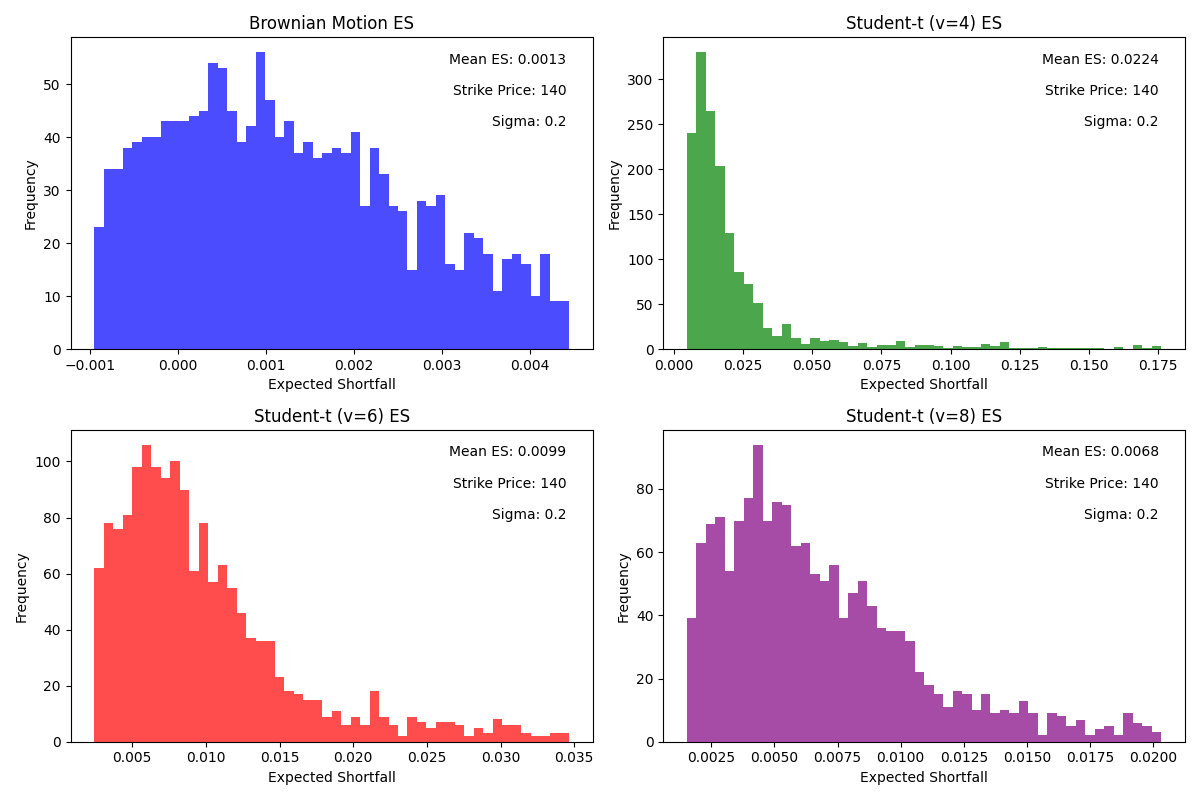 Brownian Motion ES
Mean ES: 0.0013
Strike Price: 140
Sigma: 0.2
Frequency
50
40
30
20
10
0
−0.001 0.000 0.001 0.002 0.003 0.004
Expected Shortfall
Student-t (v=4) ES
Mean ES: 0.0224
Strike Price: 140
Sigma: 0.2
Frequency
300
250
200
150
100
50
0
0.000 0.025 0.050 0.075 0.100 0.125 0.150 0.175
Expected Shortfall
Student-t (v=6) ES
Mean ES: 0.0099
Strike Price: 140
Sigma: 0.2
Frequency
100
80
60
40
20
0
0.005 0.010 0.015 0.020 0.025 0.030 0.035
Expected Shortfall
Student-t (v=8) ES
Mean ES: 0.0068
Strike Price: 140
Sigma: 0.2
Frequency
80
60
40
20
0
0.0025 0.0050 0.0075 0.0100 0.0125 0.0150 0.0175 0.0200
Expected Shortfall